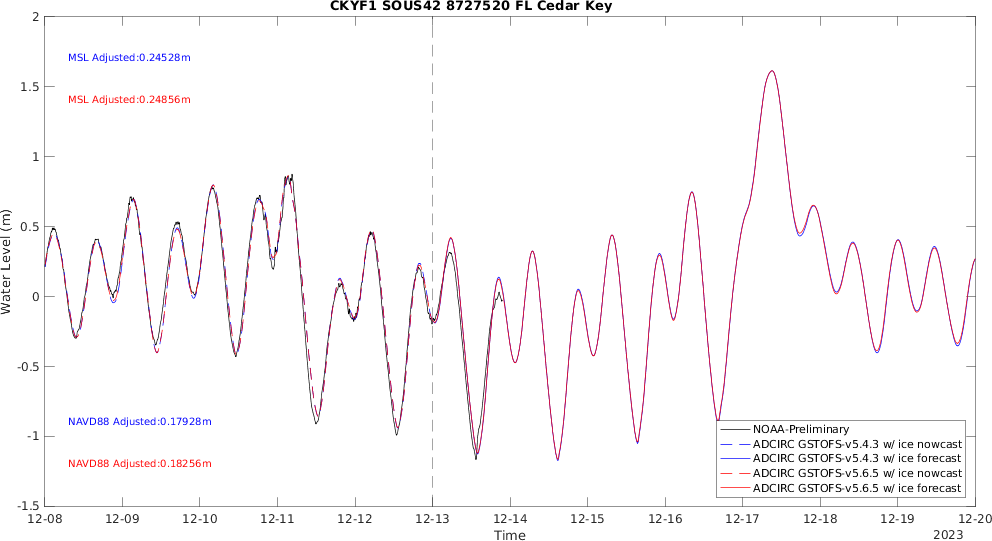 CKYF1 SOUS42 8727520 FL Cedar Key
2
1.5
1
0.5
0
-0.5
-1
-1.5
Water Level (m)
MSL Adjusted:0.24528m
MSL Adjusted:0.24856m
NAVD88 Adjusted:0.17928m
NAVD88 Adjusted:0.18256m
NOAA-Preliminary
ADCIRC GSTOFS-v5.4.3 w/ ice nowcast
ADCIRC GSTOFS-v5.4.3 w/ ice forecast
ADCIRC GSTOFS-v5.6.5 w/ ice nowcast
ADCIRC GSTOFS-v5.6.5 w/ ice forecast
12-08 12-09 12-10 12-11 12-12 12-13 12-14 12-15 12-16 12-17 12-18 12-19 12-20
Time
2023